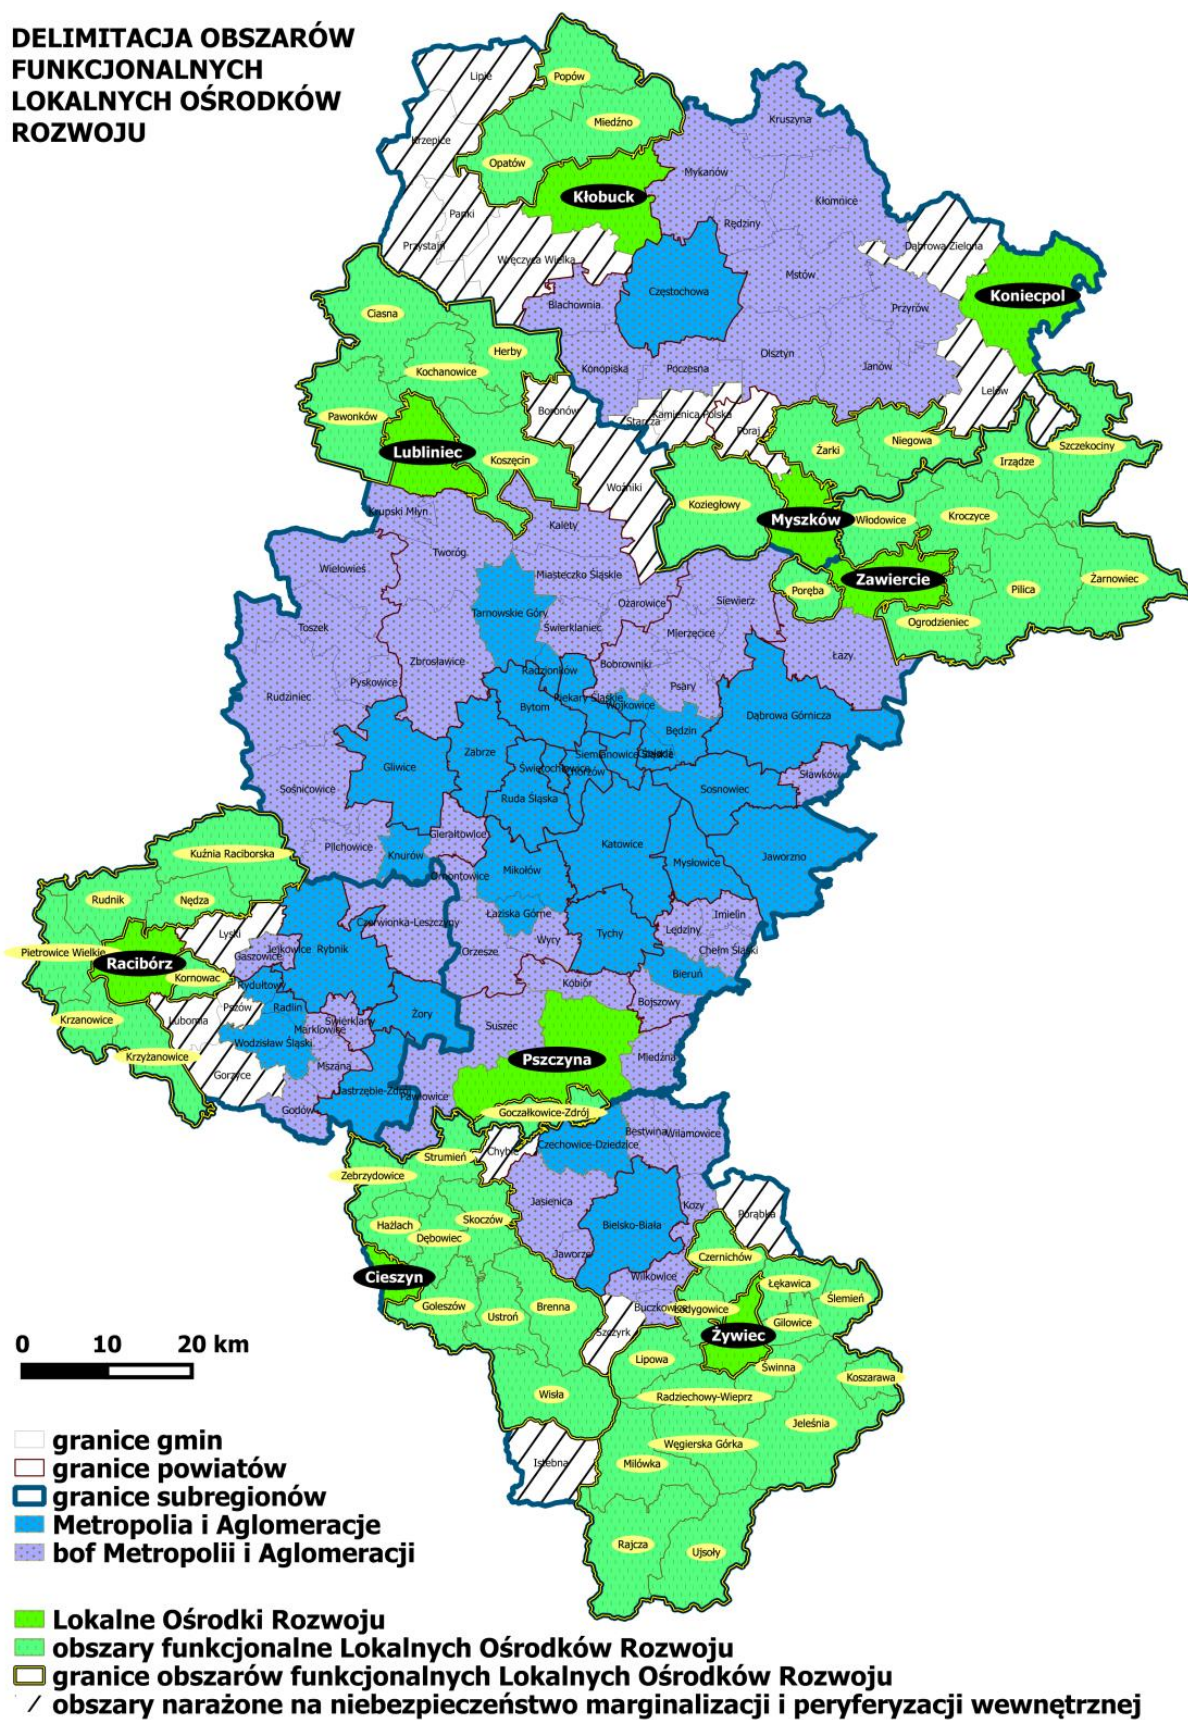 DELIMITACJA OBSZARÓW
FUNKCJONALNYCH
LOKALNYCH OŚRODKÓW
ROZWOJU
Lipie
Popów
Krzepice
Miedźno
Kruszyna
Opatów
Mykanów
Kłobuck
Kłomnice
Panki
Rędziny
Przystajń
Dąbrowa Zielona
Wręczyca Wielka
Mstów
Częstochowa
Koniecpol
Blachownia
Przyrów
Ciasna
Herby
Olsztyn
Konopiska
Poczesna
Janów
Kochanowice
Lelów
Boronów
Pawonków
Starcza
Kamienica Polska
Poraj
Niegowa
Szczekociny
Lubliniec
Żarki
Koszęcin
Irządze
Woźniki
Koziegłowy
Krupski Młyn
Kalety
Myszków
Włodowice
Kroczyce
Tworóg
Wielowieś
Miasteczko Śląskie
Zawiercie
Żarnowiec
Poręba
Pilica
Tarnowskie Góry
Ożarowice
Siewierz
Toszek
Świerklaniec
Mierzęcice
Ogrodzieniec
Zbrosławice
Bobrowniki
Łazy
Radzionków
Pyskowice
Psary
Rudziniec
Piekary Śląskie
Bytom
Wojkowice
Dąbrowa Górnicza
Będzin
Zabrze
Siemianowice Śląskie
Czeladź
Gliwice
Świętochłowice
Chorzów
Sławków
Sośnicowice
Ruda Śląska
Sosnowiec
Gierałtowice
Pilchowice
Katowice
Kuźnia Raciborska
Knurów
Mikołów
Mysłowice
Jaworzno
Ornontowice
Rudnik
Nędza
Łaziska Górne
Imielin
Czerwionka-Leszczyny
Lyski
Tychy
Lędziny
Jejkowice
Rybnik
Wyry
Orzesze
Chełm Śląski
Pietrowice Wielkie
Gaszowice
Racibórz
Bieruń
Kornowac
Rydułtowy
Kobiór
Pszów
Radlin
Żory
Bojszowy
Krzanowice
Lubomia
Świerklany
Marklowice
Suszec
Wodzisław Śląski
Krzyżanowice
Pszczyna
Miedźna
Mszana
Gorzyce
Jastrzębie-Zdrój
Pawłowice
Godów
Goczałkowice-Zdrój
Bestwina
Wilamowice
Czechowice-Dziedzice
Chybie
Strumień
Zebrzydowice
Jasienica
Kozy
Porąbka
Skoczów
Hażlach
Bielsko-Biała
Dębowiec
Jaworze
Czernichów
Cieszyn
Wilkowice
Łękawica
Ślemień
Goleszów
Brenna
Buczkowice
Łodygowice
Ustroń
Gilowice
Szczyrk
Żywiec
Lipowa
Świnna
Koszarawa
Wisła
Radziechowy-Wieprz
Jeleśnia
Węgierska Górka
Istebna
Milówka
Rajcza
Ujsoły
0 10 20 km
granice gmin
granice powiatów
granice subregionów
Metropolia i Aglomeracje
bof Metropolii i Aglomeracji
Lokalne Ośrodki Rozwoju
obszary funkcjonalne Lokalnych Ośrodków Rozwoju
granice obszarów funkcjonalnych Lokalnych Ośrodków Rozwoju
obszary narażone na niebezpieczeństwo marginalizacji i peryferyzacji wewnętrznej